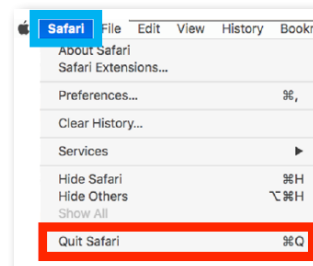 Safari File Edit View History Bookr
About Safari
Safari Extensions...
Preferences... ⌘,
Clear History...
Services ▶
Hide Safari ⌘H
Hide Others ⌥⌘H
Show All
Quit Safari ⌘Q